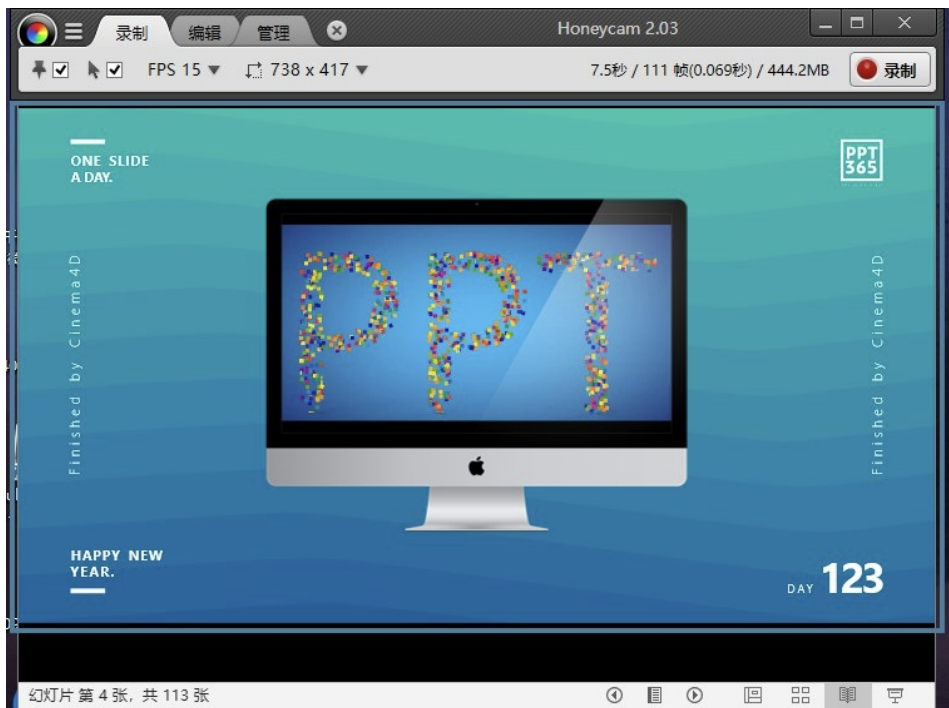 录制 编辑 管理 Honeycam 2.03
FPS 15 738 x 417 7.5秒 / 111 帧(0.069秒) / 444.2MB 录制
ONE SLIDE
A DAY.
PPT
365
PPT
Finished by Cinema4D
Finished by Cinema4D
HAPPY NEW
YEAR.
DAY 123
幻灯片 第 4 张，共 113 张